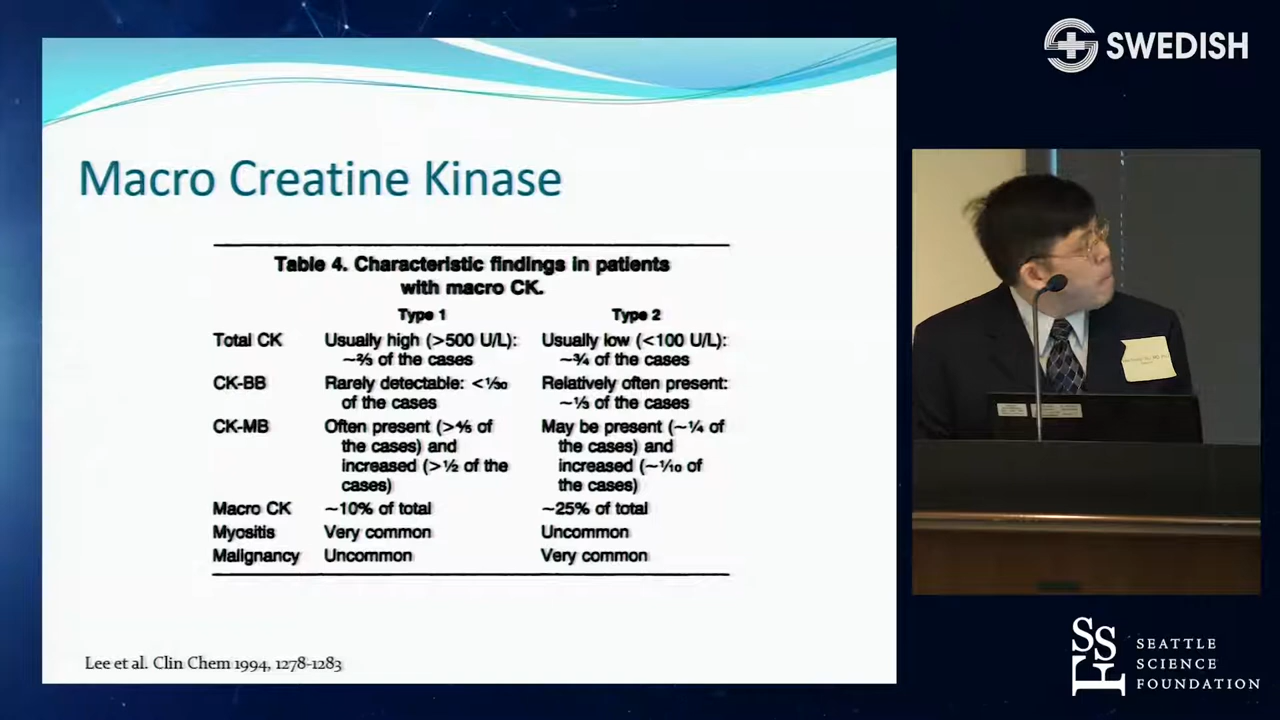 SWEDISH
Macro Creatine Kinase
Table 4. Characteristic findings in patients
with macro CK.
Type 1 Type 2
Total CK Usually high (>500 U/L): Usually low (<100 U/L):
~⅔ of the cases ~¾ of the cases
CK-BB Rarely detectable: <1/30 Relatively often present:
of the cases ~⅓ of the cases
CK-MB Often present (>⅘ of May be present (~¼ of
the cases) and the cases) and
increased (>½ of the increased (~1/10 of
cases) the cases)
Macro CK ~10% of total ~25% of total
Myositis Very common Uncommon
Malignancy Uncommon Very common
Lee et al. Clin Chem 1994, 1278-1283
SSF
SEATTLE
SCIENCE
FOUNDATION